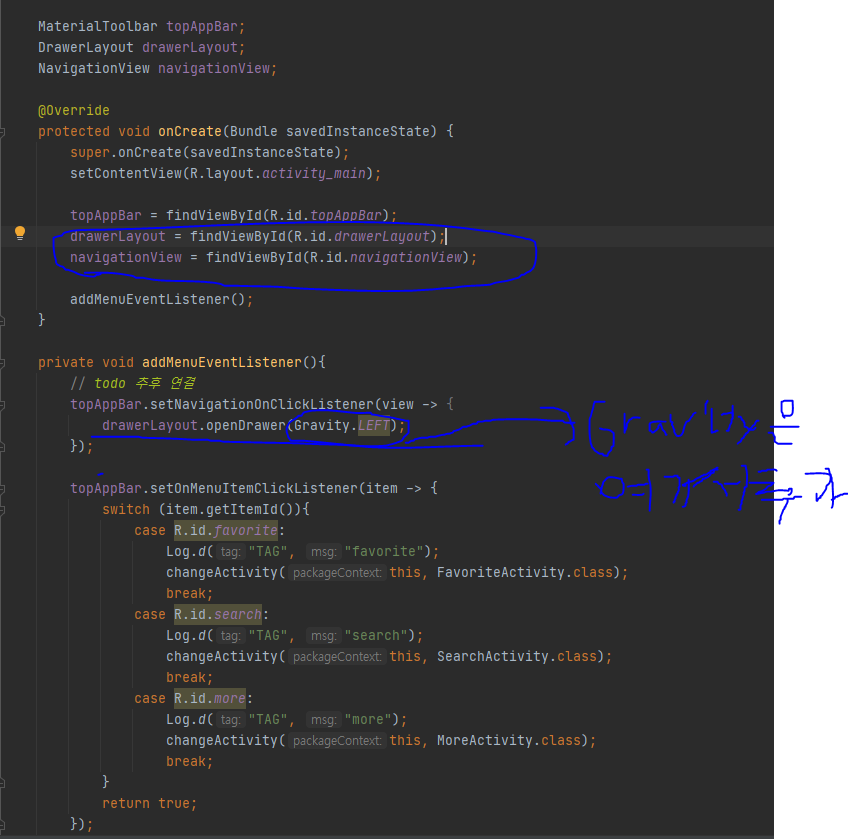 MaterialToolbar topAppBar;
DrawerLayout drawerLayout;
NavigationView navigationView;
@Override
protected void onCreate(Bundle savedInstanceState) {
super.onCreate(savedInstanceState);
setContentView(R.layout.activity_main);
topAppBar = findViewById(R.id.topAppBar);
drawerLayout = findViewById(R.id.drawerLayout);
navigationView = findViewById(R.id.navigationView);
addMenuEventListener();
}
private void addMenuEventListener(){
// todo 추후 연결
topAppBar.setNavigationOnClickListener(view -> {
drawerLayout.openDrawer(Gravity.LEFT);
Gravity은
});
여기서 추가
topAppBar.setOnMenuItemClickListener(item -> {
switch (item.getItemId()){
case R.id.favorite:
Log.d( tag: "TAG", msg: "favorite");
changeActivity( packageContext: this, FavoriteActivity.class);
break;
case R.id.search:
Log.d( tag: "TAG", msg: "search");
changeActivity( packageContext: this, SearchActivity.class);
break;
case R.id.more:
Log.d( tag: "TAG", msg: "more");
changeActivity( packageContext: this, MoreActivity.class);
break;
}
return true;
});